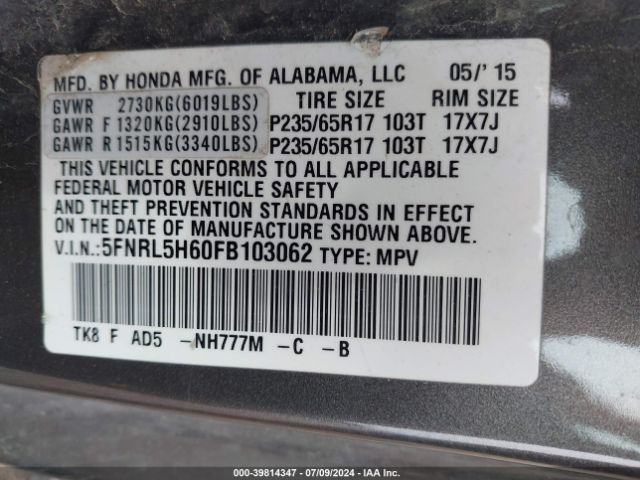 MFD. BY HONDA MFG. OF ALABAMA, LLC 05/' 15
GVWR 2730KG(6019LBS) TIRE SIZE RIM SIZE
GAWR F 1320KG(2910LBS) P235/65R17 103T 17X7J
GAWR R 1515KG(3340LBS) P235/65R17 103T 17X7J
THIS VEHICLE CONFORMS TO ALL APPLICABLE
FEDERAL MOTOR VEHICLE SAFETY
AND THEFT PREVENTION STANDARDS IN EFFECT
ON THE DATE OF MANUFACTURE SHOWN ABOVE.
V.I.N.: 5FNRL5H60FB103062 TYPE: MPV
TK8 F AD5 -NH777M -C -B
000-39814347 | 07/09/2024 | IAAI.COM